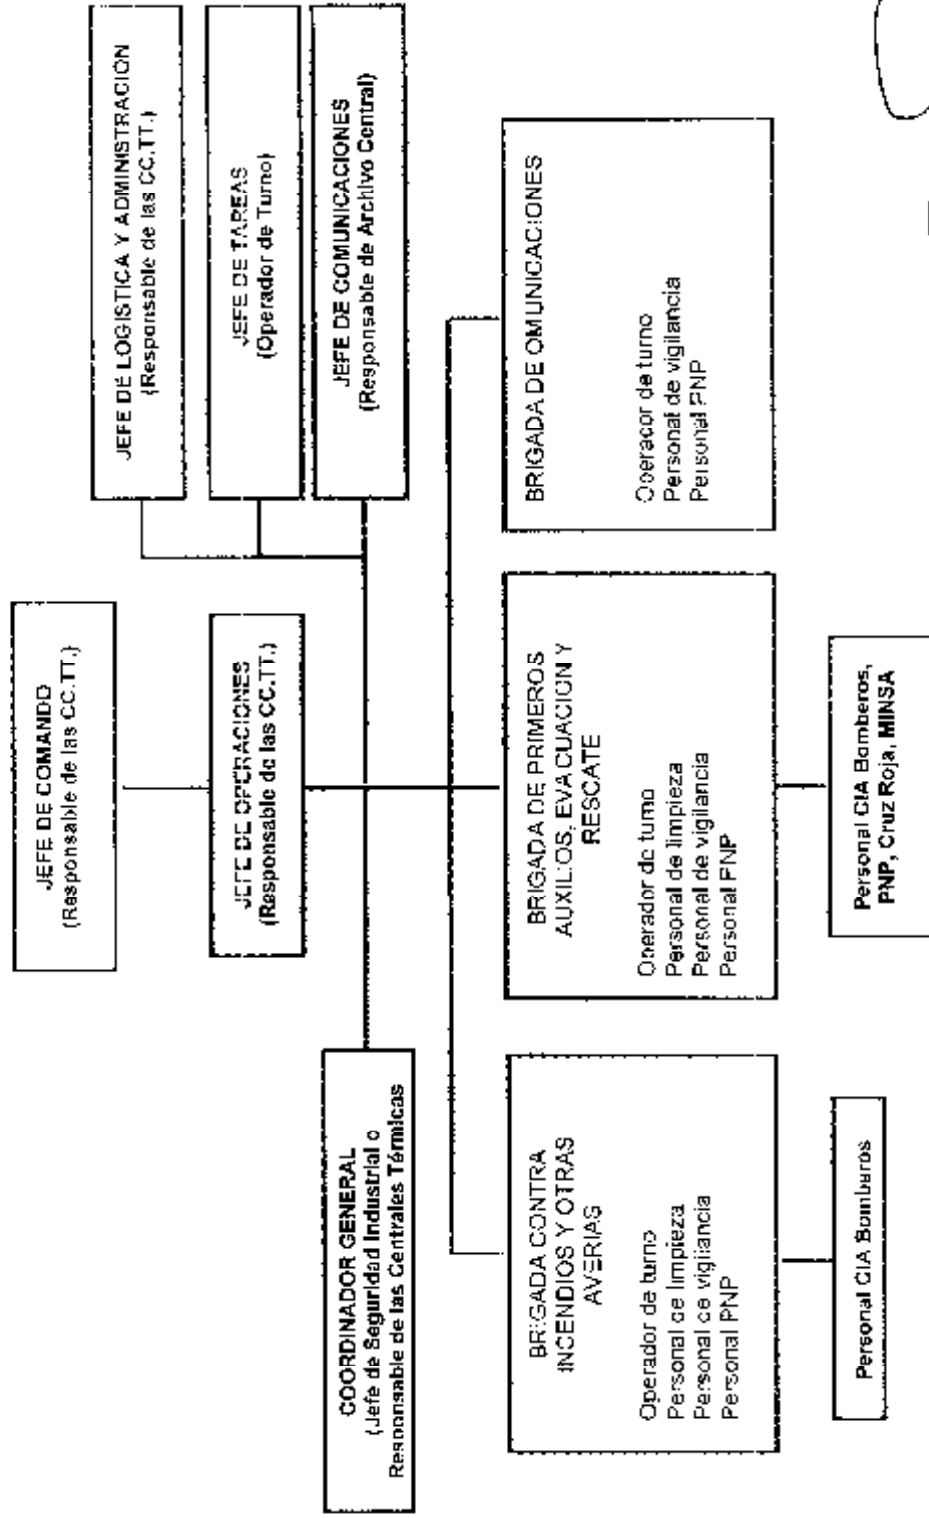 JEFE DE COMANDO
(Responsable de las CC.TT.)
JEFE DE OPERACIONES
(Responsable de las CC.TT.)
JEFE DE LOGISTICA Y ADMINISTRACION
(Responsable de las CC.TT.)
JEFE DE TAREAS
(Operador de Turno)
JEFE DE COMUNICACIONES
(Responsable de Archivo Central)
COORDINADOR GENERAL
(Jefe de Seguridad Industrial o
Responsable de las Centrales Térmicas
BRIGADA CONTRA
INCENDIOS Y OTRAS
AVERIAS
Operador de turno
Personal de limpieza
Personal de vigilancia
Personal PNP
BRIGADA DE PRIMEROS
AUXILIOS, EVACUACION Y
RESCATE
Operador de turno
Personal de limpieza
Personal de vigilancia
Personal PNP
BRIGADA DE OMUNICACIONES
Operador de turno
Personal de vigilancia
Personal PNP
Personal CIA Bomberos
Personal CIA Bomberos,
PNP, Cruz Roja, MINSA